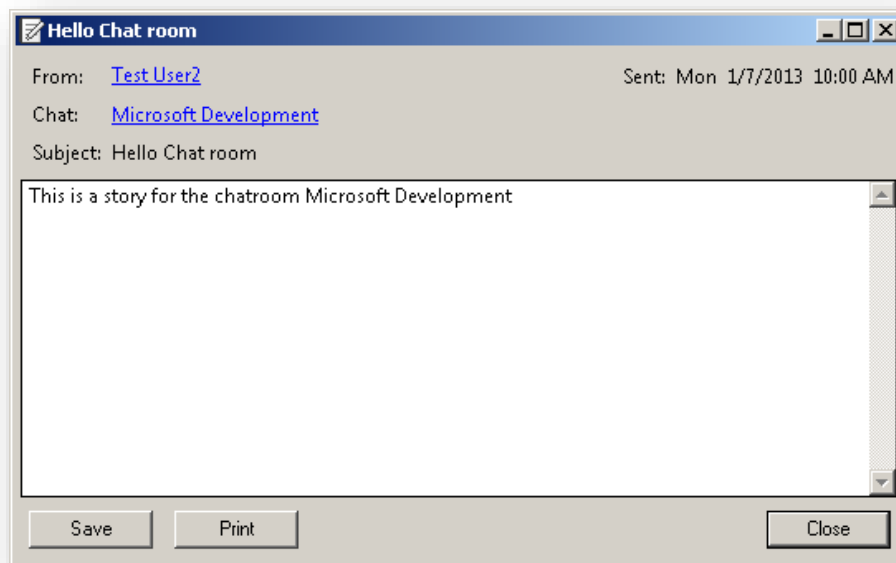 Hello Chat room
From: Test User2 Sent: Mon 1/7/2013 10:00 AM
Chat: Microsoft Development
Subject: Hello Chat room
This is a story for the chatroom Microsoft Development
Save Print Close